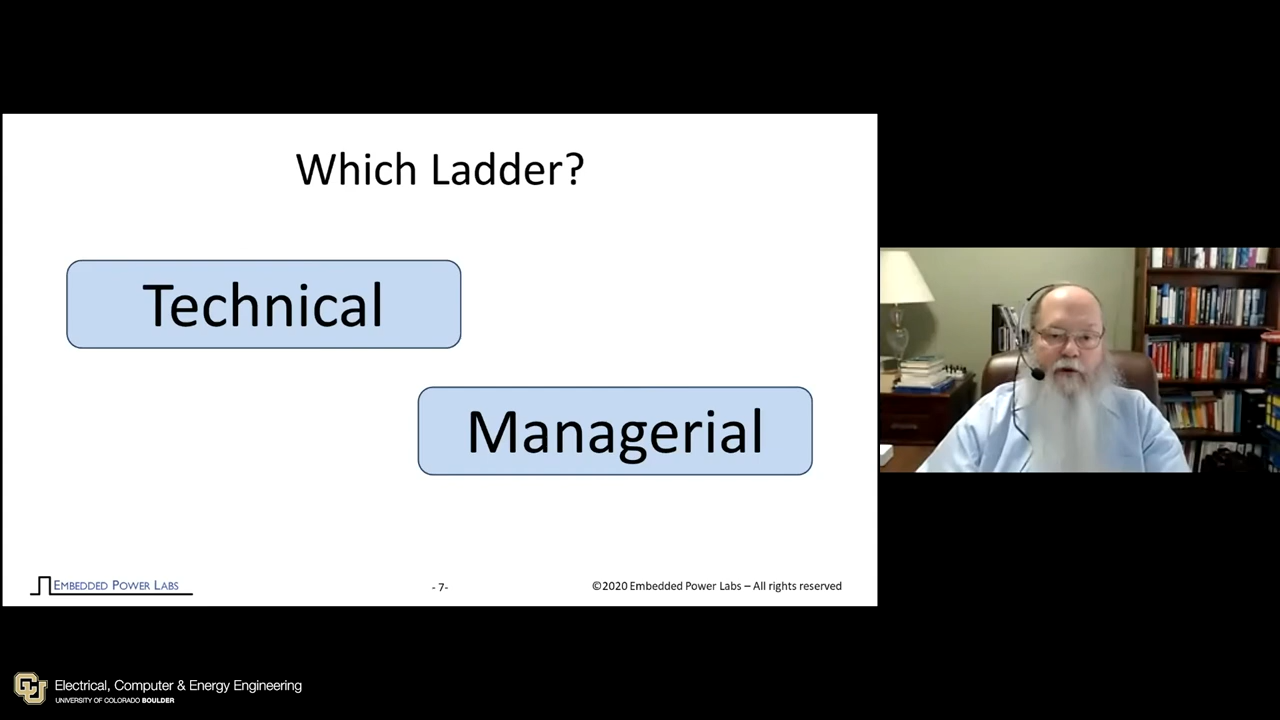 Which Ladder?
Technical
Managerial
EMBEDDED POWER LABS
- 7-
©2020 Embedded Power Labs – All rights reserved
CU
Electrical, Computer & Energy Engineering
UNIVERSITY OF COLORADO BOULDER